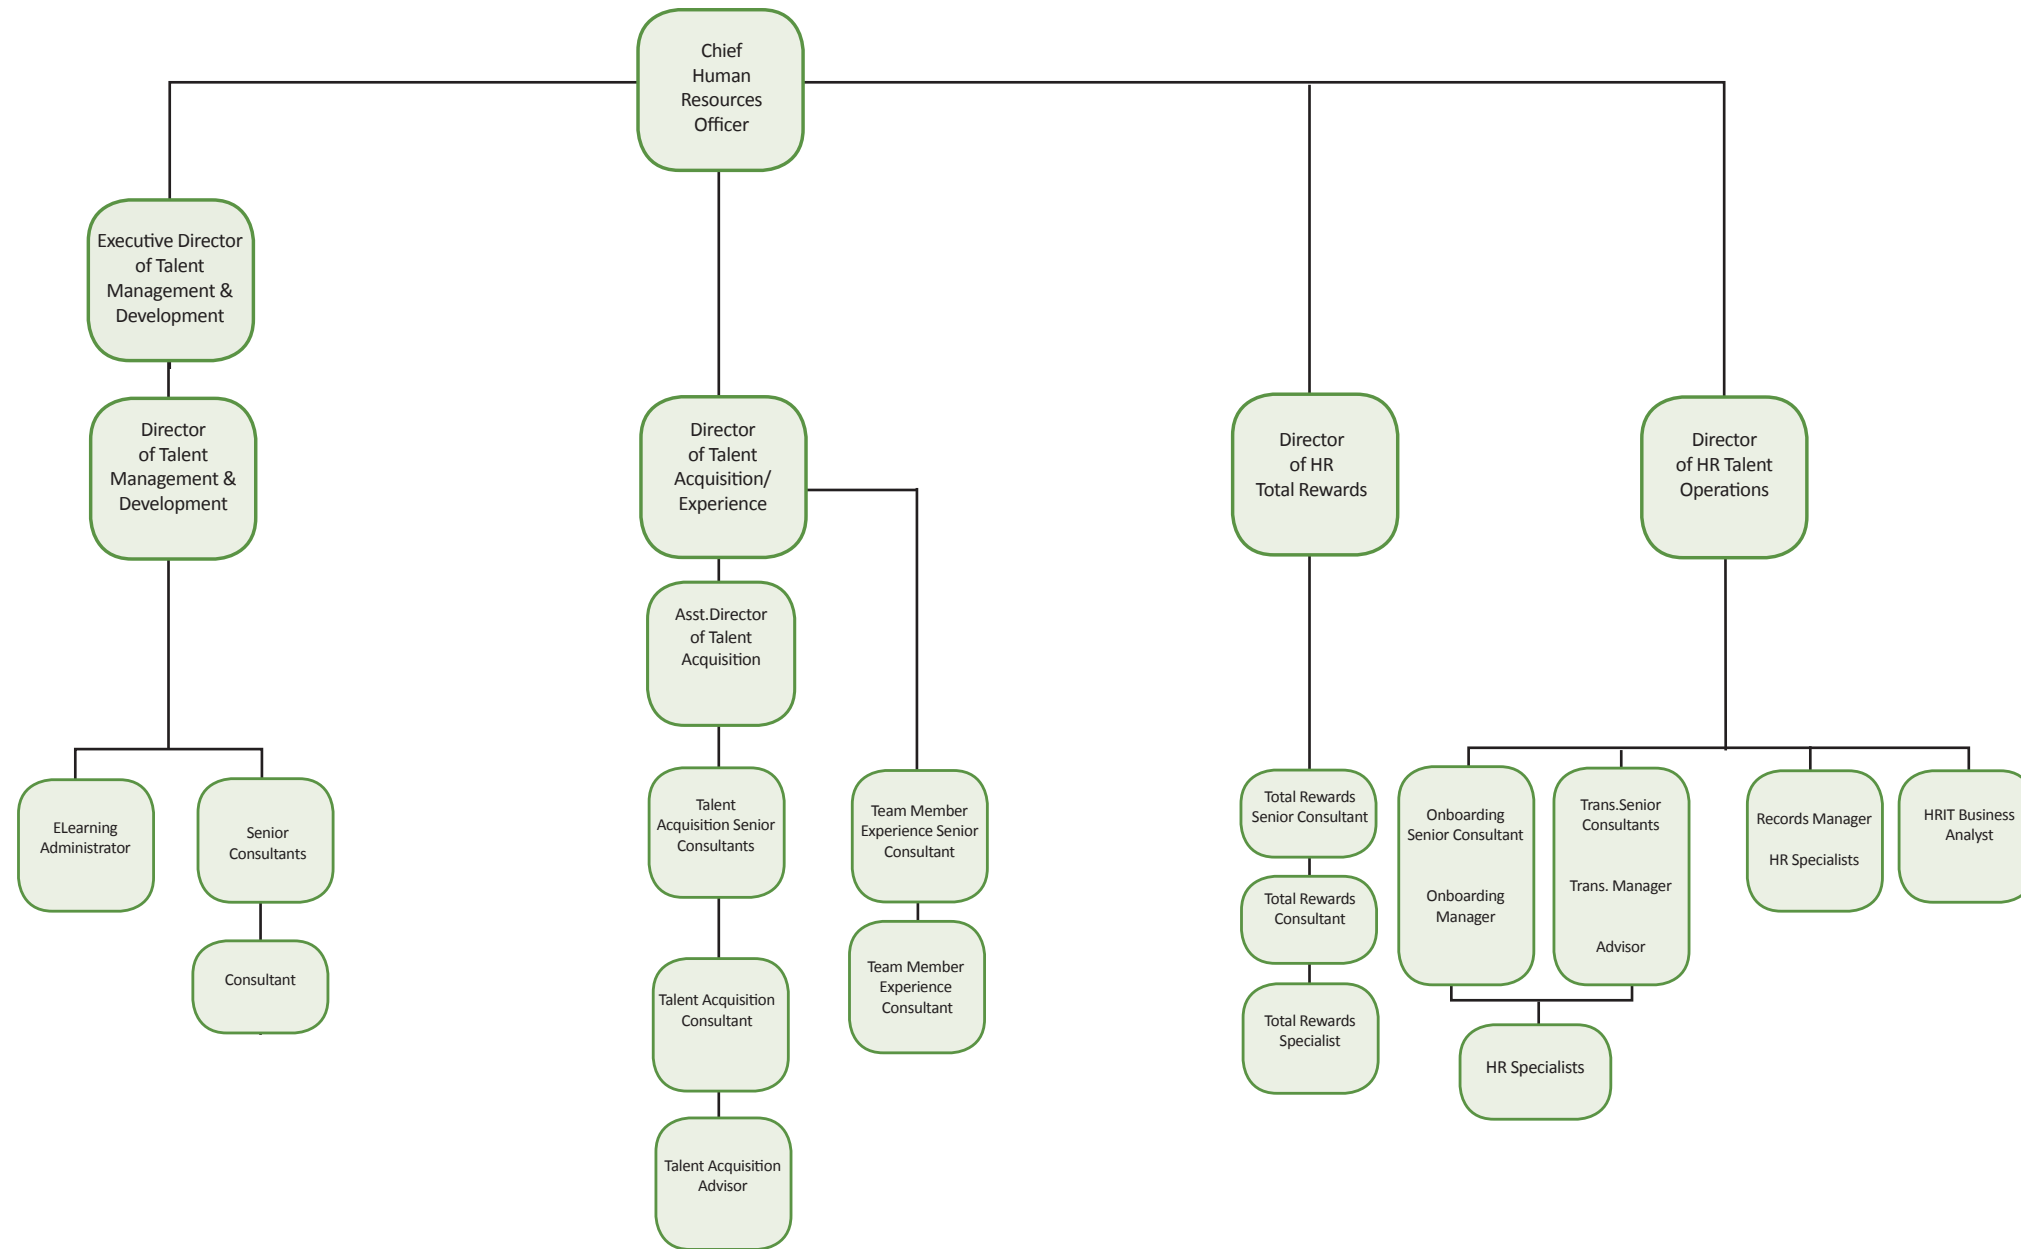 Chief
Human
Resources
Officer
Executive Director
of Talent
Management &
Development
Director
of Talent
Management &
Development
Director
of Talent
Acquisition/
Experience
Director
of HR
Total Rewards
Director
of HR Talent
Operations
Asst.Director
of Talent
Acquisition
ELearning
Administrator
Senior
Consultants
Consultant
Talent
Acquisition Senior
Consultants
Team Member
Experience Senior
Consultant
Talent Acquisition
Consultant
Team Member
Experience
Consultant
Talent Acquisition
Advisor
Total Rewards
Senior Consultant
Total Rewards
Consultant
Total Rewards
Specialist
Onboarding
Senior Consultant
Onboarding
Manager
Trans.Senior
Consultants
Trans. Manager
Advisor
HR Specialists
Records Manager
HR Specialists
HRIT Business
Analyst